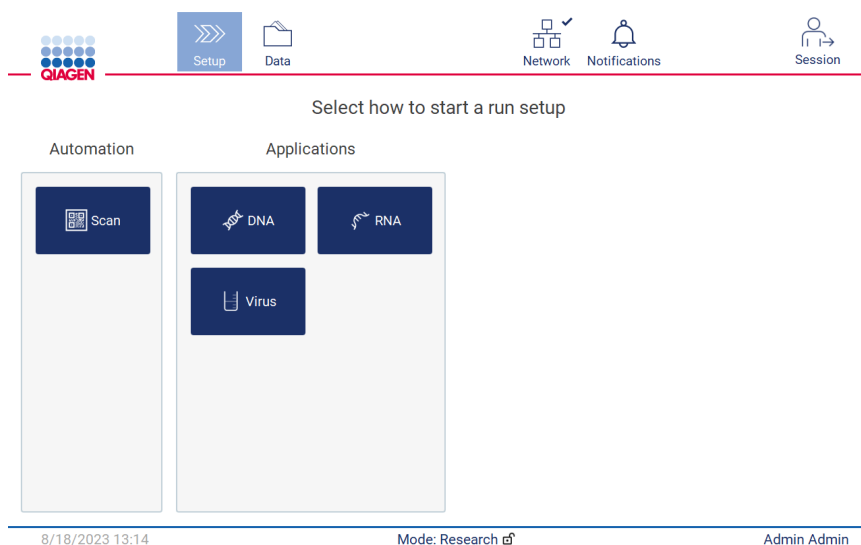 QIAGEN
Setup
Data
Network
Notifications
Session
Select how to start a run setup
Automation
Applications
Scan
DNA
RNA
Virus
8/18/2023 13:14
Mode: Research
Admin Admin